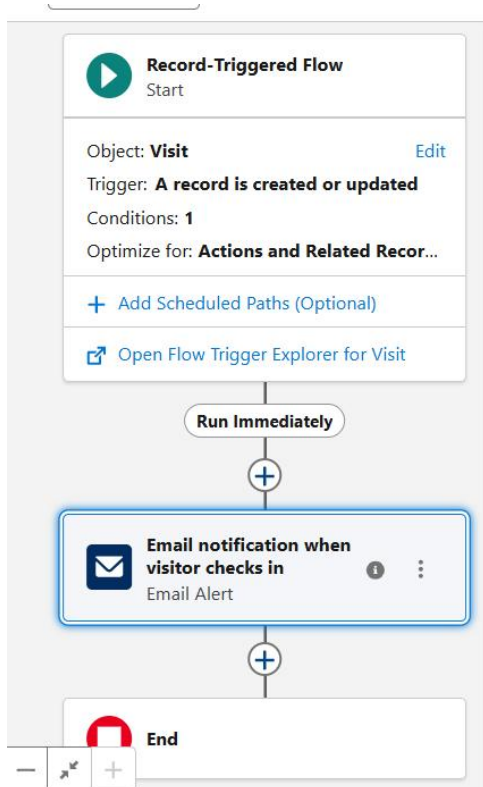 Record-Triggered Flow
Start
Object: Visit Edit
Trigger: A record is created or updated
Conditions: 1
Optimize for: Actions and Related Recor...
+ Add Scheduled Paths (Optional)
Open Flow Trigger Explorer for Visit
Run Immediately
Email notification when
visitor checks in
Email Alert
End